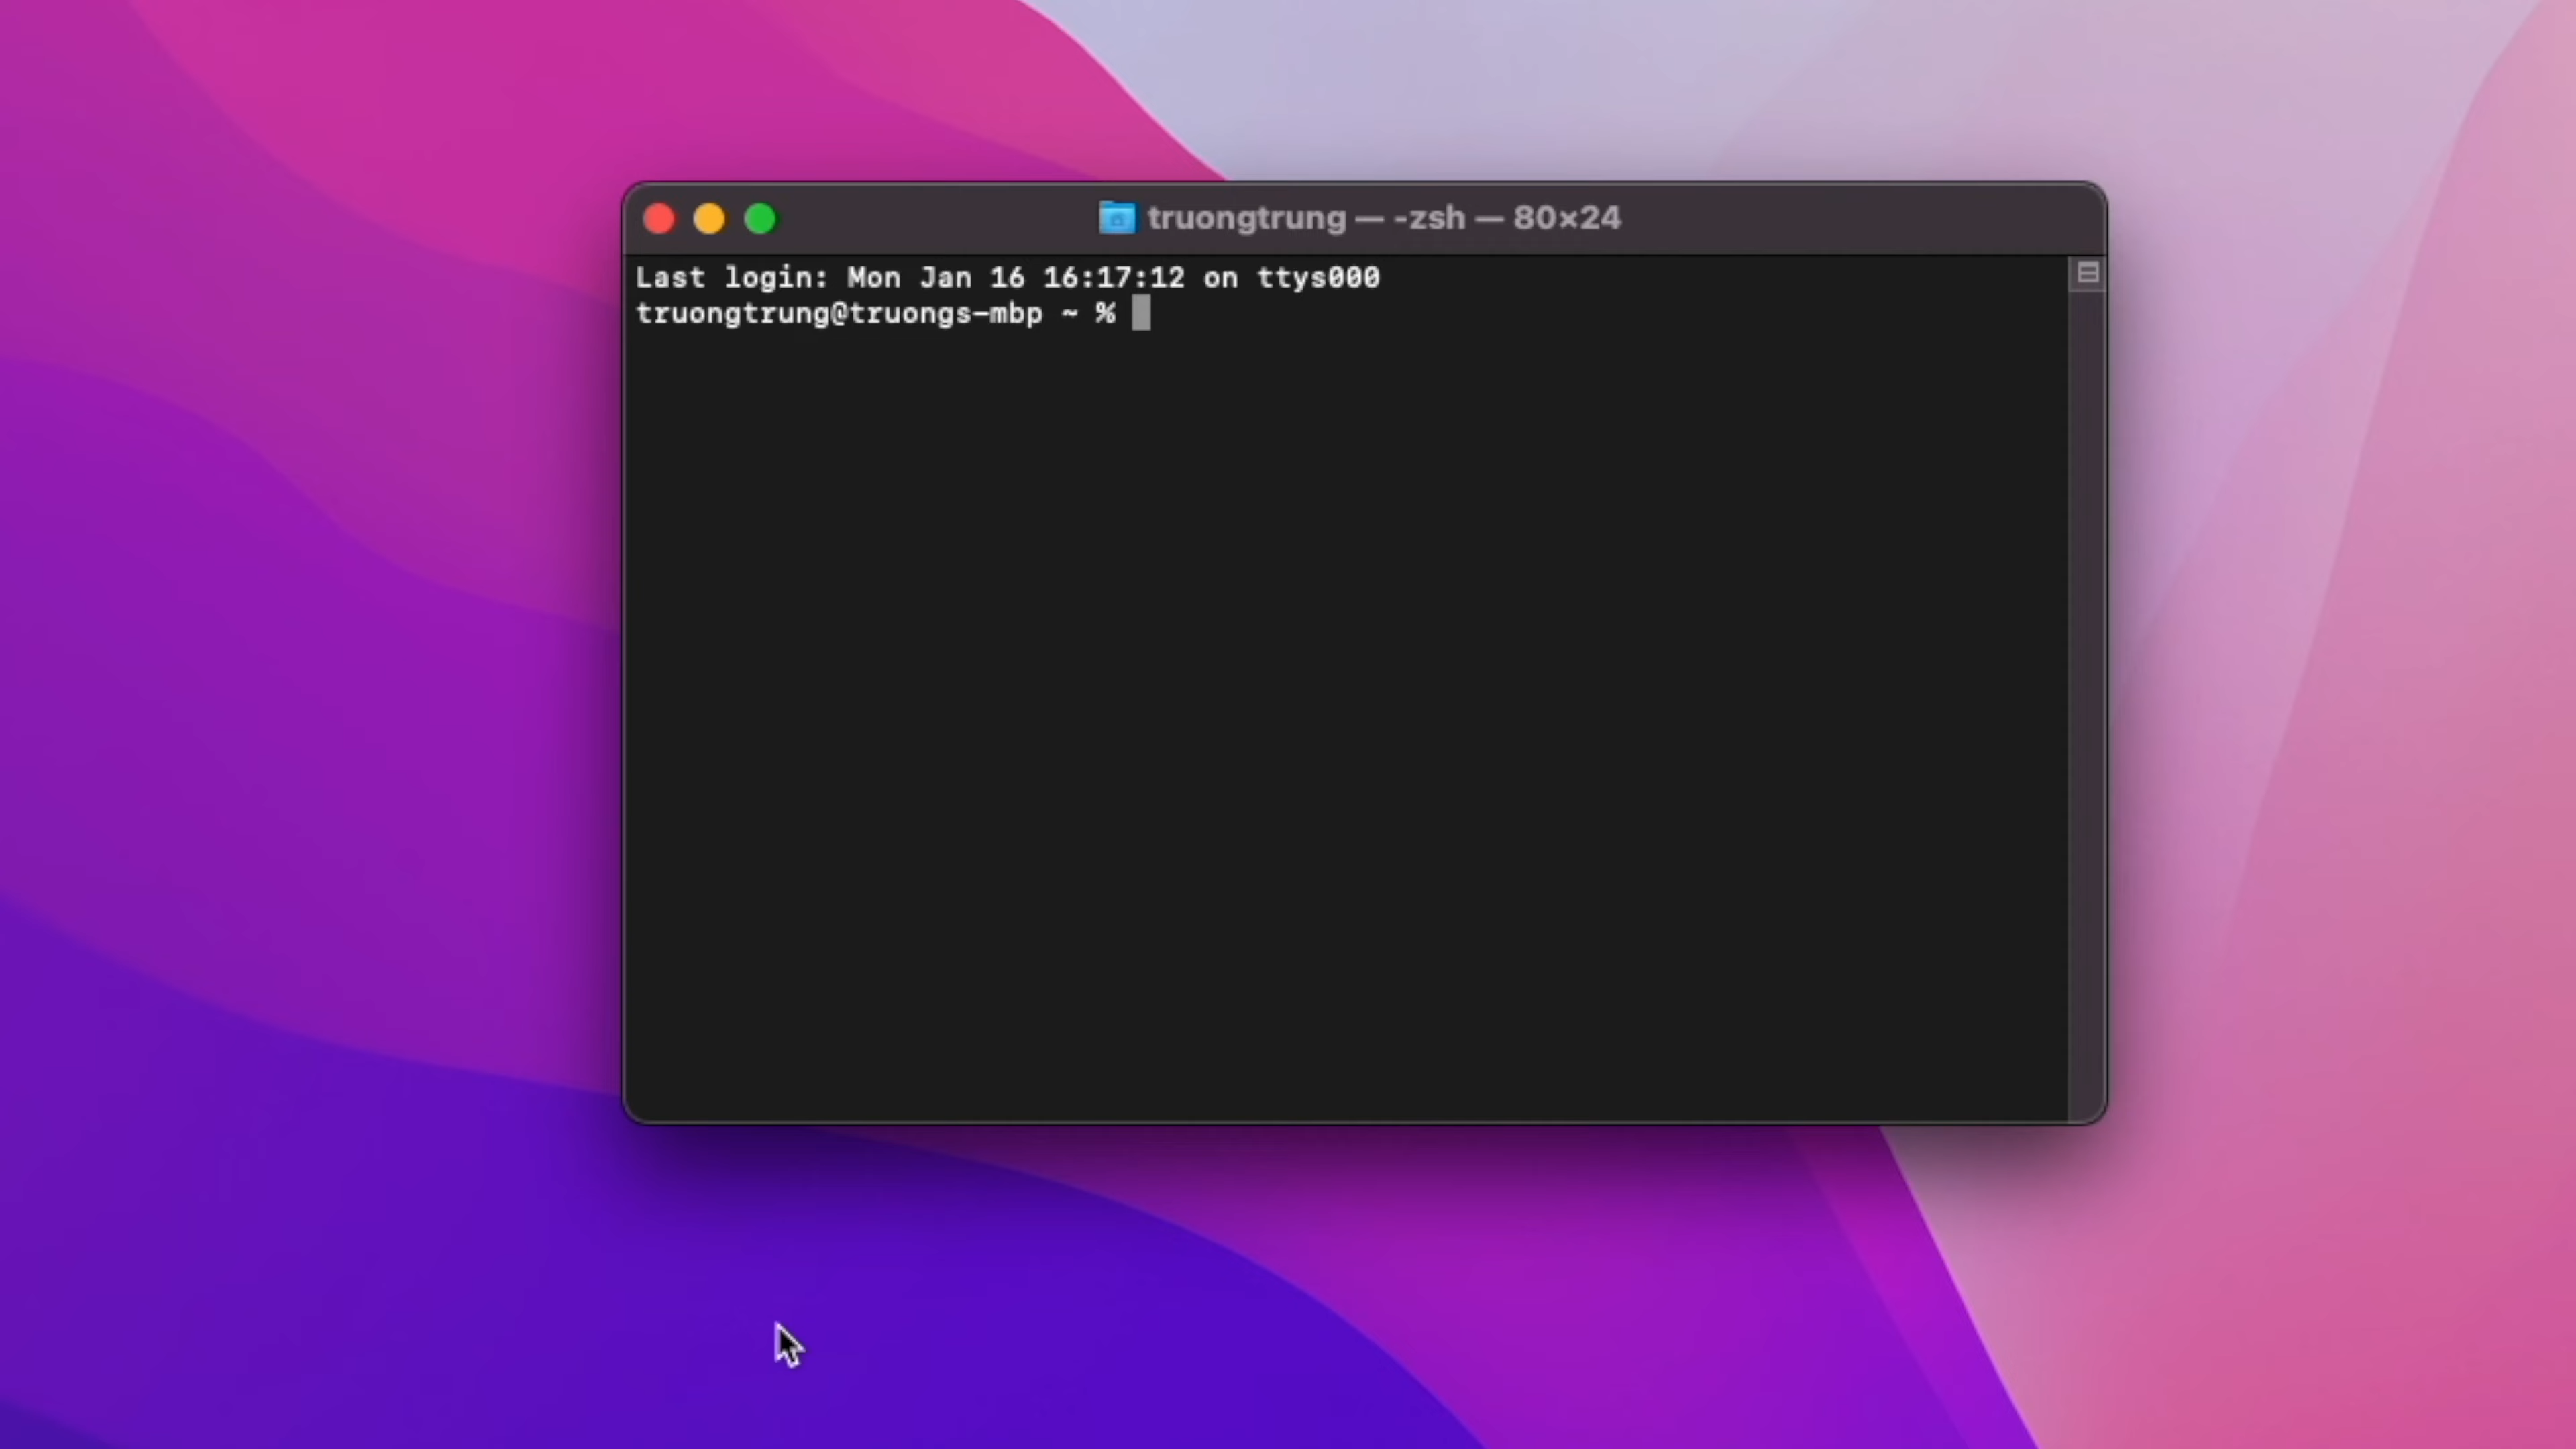 truongtrung — -zsh — 80×24
Last login: Mon Jan 16 16:17:12 on ttys000
truongtrung@truongs-mbp ~ %